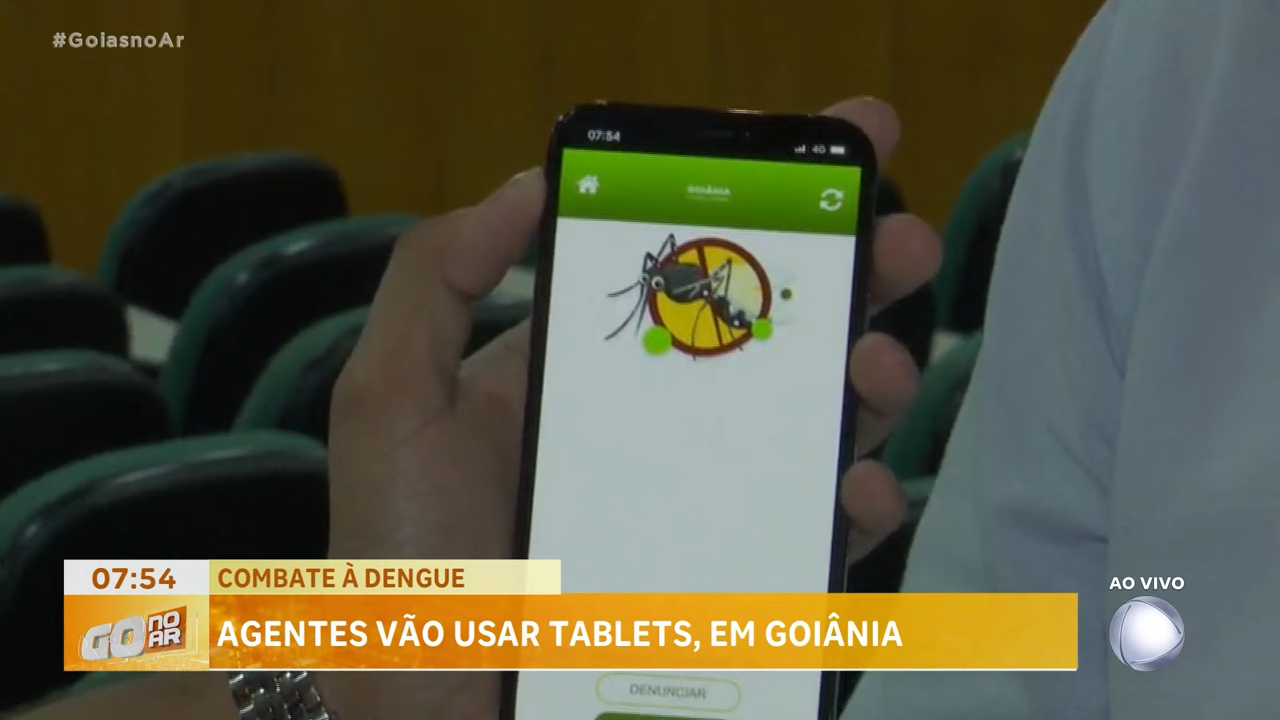 #GoiasnoAr
07:54
4G
GOIÂNIA
07:54
COMBATE À DENGUE
GO NO AR
AGENTES VÃO USAR TABLETS, EM GOIÂNIA
AO VIVO
DENUNCIAR